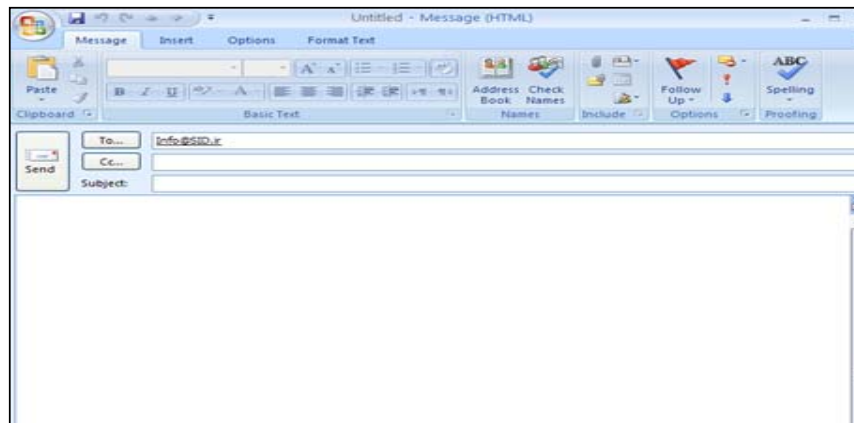 Untitled - Message (HTML)
Message Insert Options Format Text
Paste
Address Book
Check Names
Follow Up
ABC
Spelling
Clipboard Basic Text Names Include Options Proofing
To... Info@SID.ir
Cc...
Send
Subject: